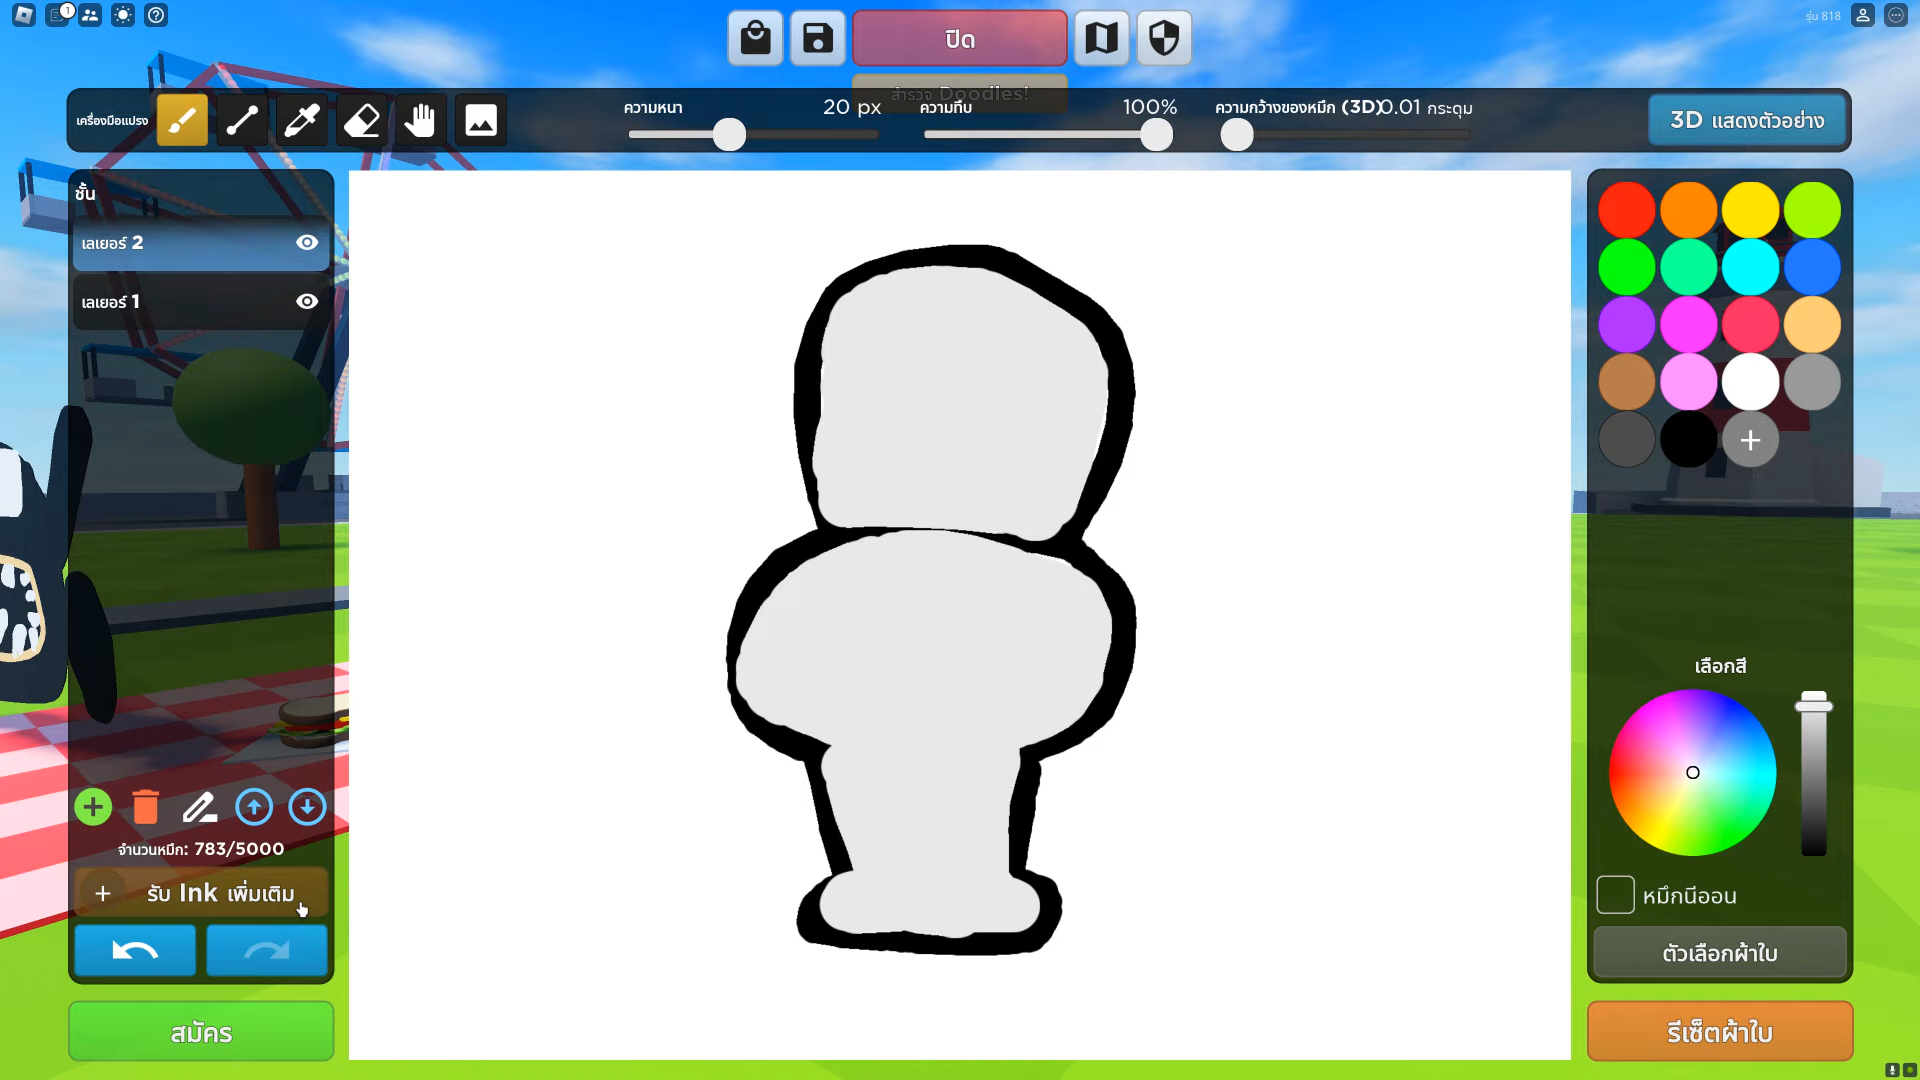 1
รุ่น 818
ปิด
สำรวจ Doodles!
เครื่องมือแปรง
ความหนา
20 px
ความทึบ
100%
ความกว้างของหมึก (3D)
0.01 กระดุม
3D แสดงตัวอย่าง
ชั้น
เลเยอร์ 2
เลเยอร์ 1
เลือกสี
จำนวนหมึก: 783/5000
+ รับ Ink เพิ่มเติม
หมึกนีออน
ตัวเลือกผ้าใบ
สมัคร
รีเซ็ตผ้าใบ